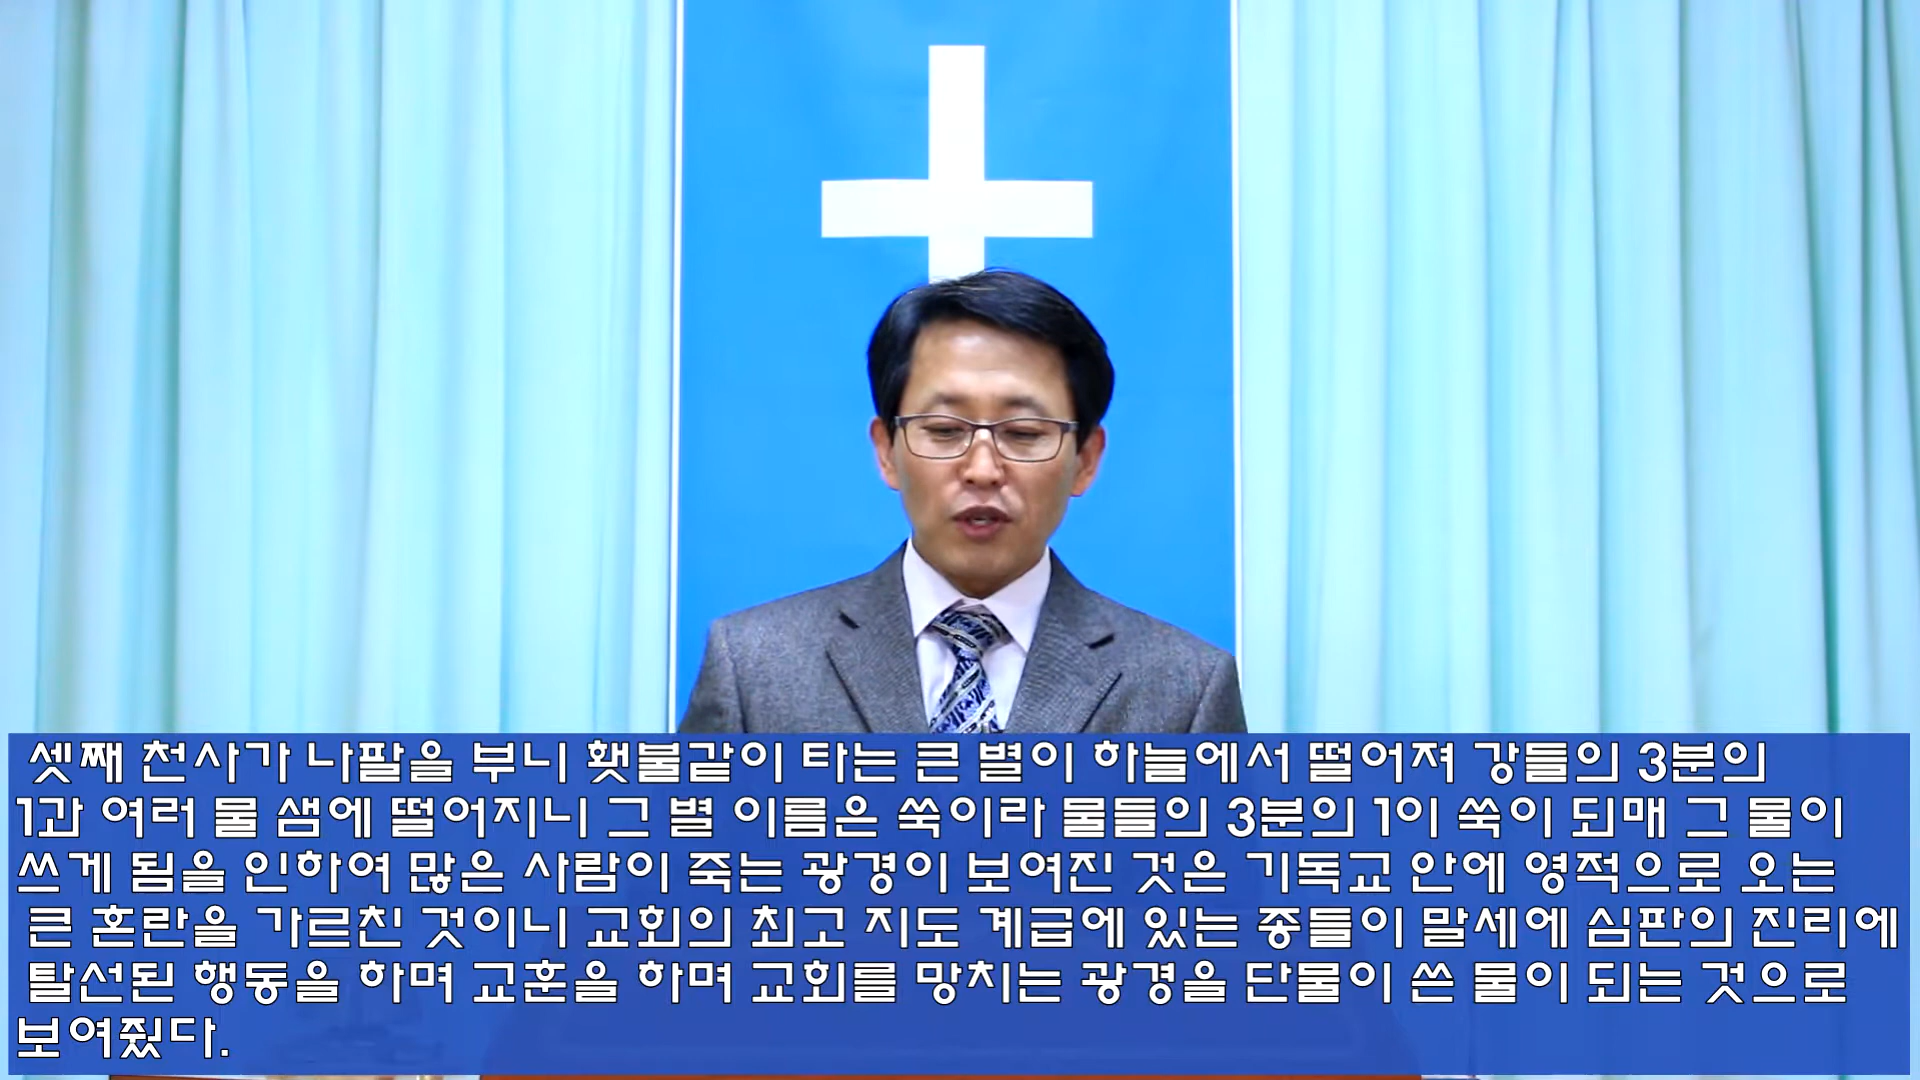 셋째 천사가 나팔을 부니 횃불같이 타는 큰 별이 하늘에서 떨어져 강들의 3분의
1과 여러 물 샘에 떨어지니 그 별 이름은 쑥이라 물들의 3분의 1이 쑥이 되매 그 물이
쓰게 됨을 인하여 많은 사람이 죽는 광경이 보여진 것은 기독교 안에 영적으로 오는
큰 혼란을 가르친 것이니 교회의 최고 지도 계급에 있는 종들이 말세에 심판의 진리에
탈선된 행동을 하며 교훈을 하며 교회를 망치는 광경을 단물이 쓴 물이 되는 것으로
보여줬다.